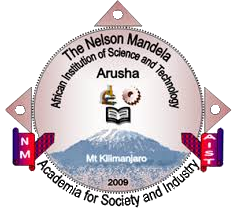 The Nelson Mandela
African Institution of Science and Technology
Arusha
Mt Kilimanjaro
NM
AIST
2009
Academia for Society and Industry